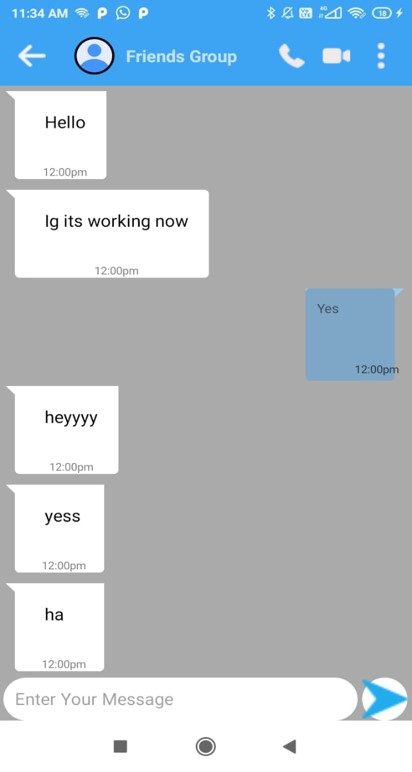 11:34 AM
4G
18
Friends Group
Hello
12:00pm
Ig its working now
12:00pm
Yes
12:00pm
heyyyy
12:00pm
yess
12:00pm
ha
12:00pm
Enter Your Message